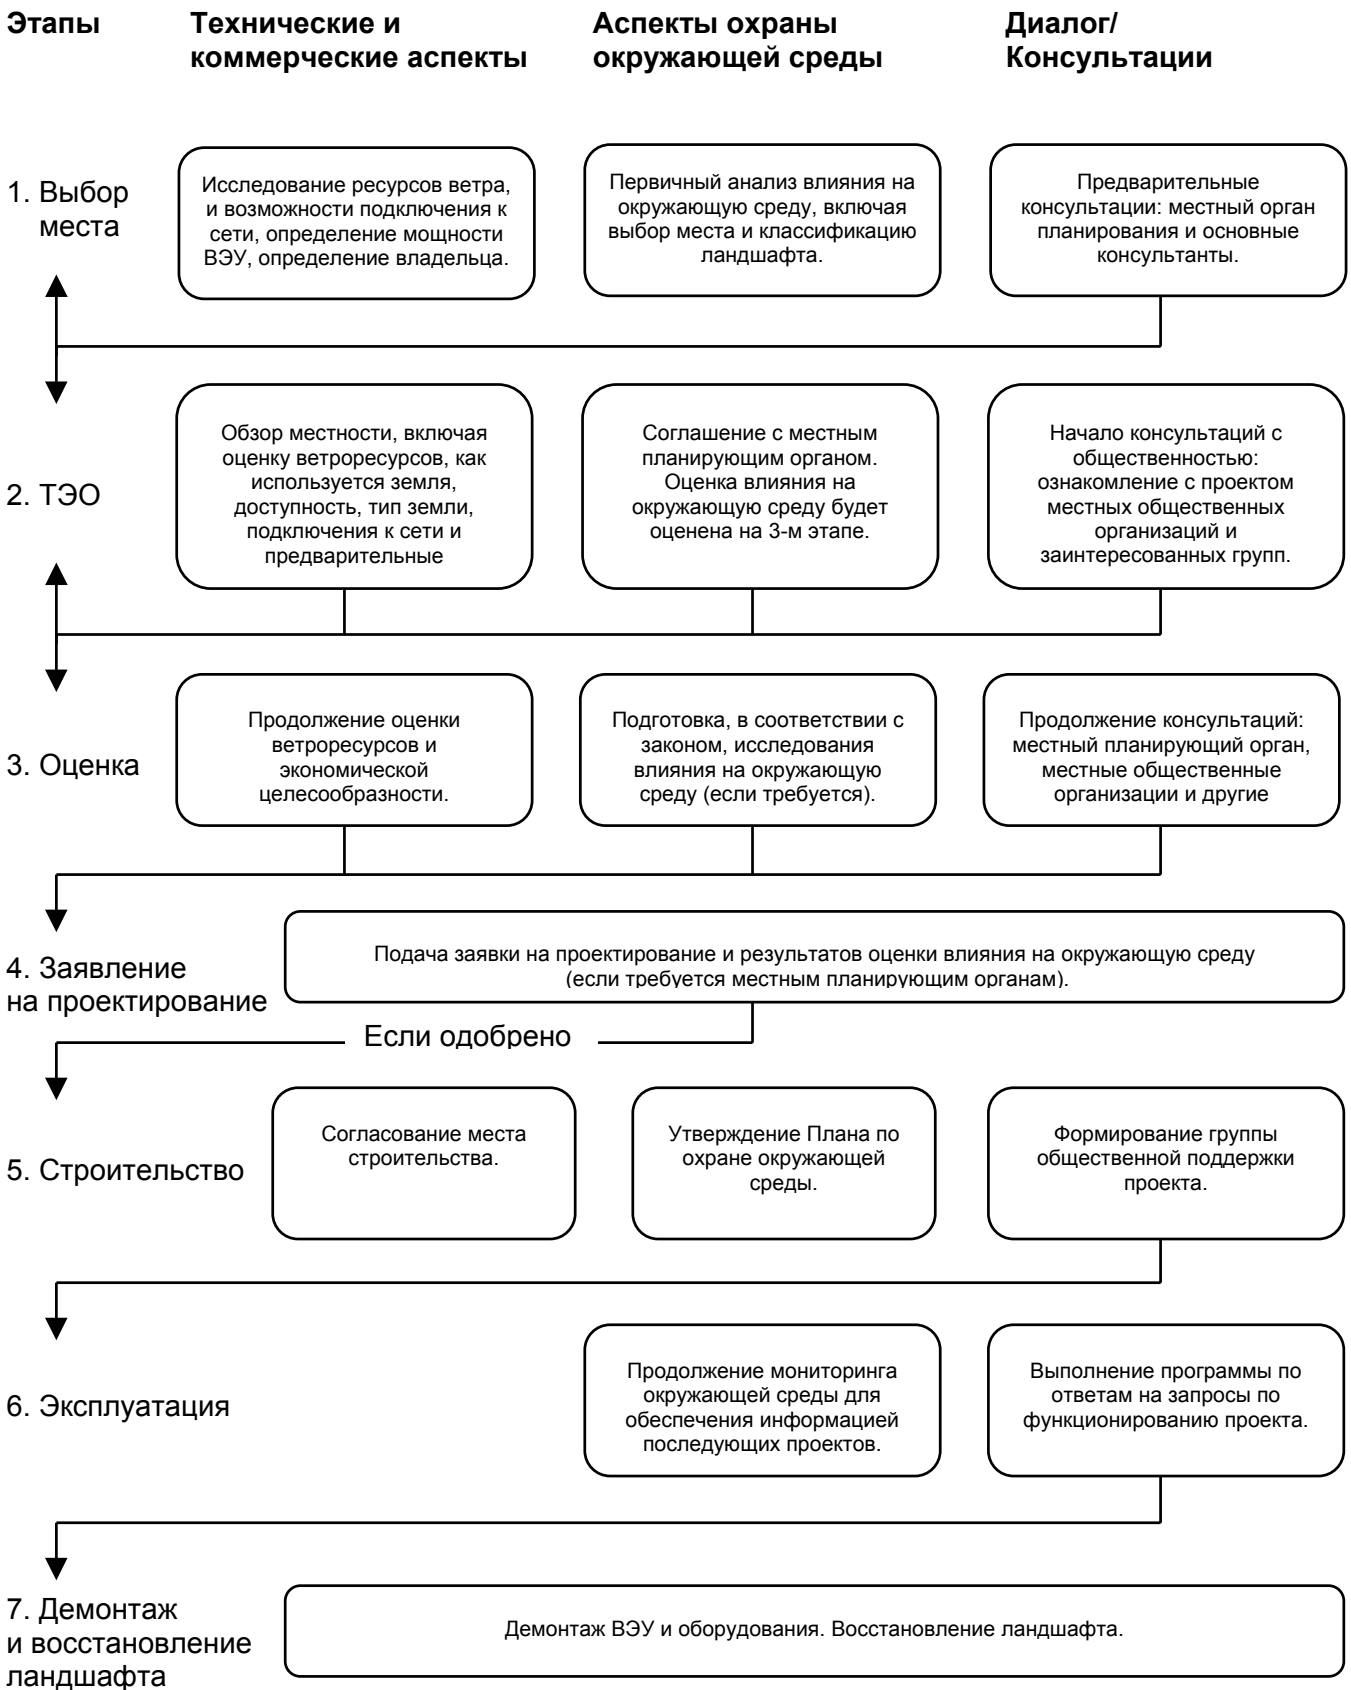 Этапы
Технические и
коммерческие аспекты
Аспекты охраны
окружающей среды
Диалог/
Консультации
1. Выбор
места
Исследование ресурсов ветра,
и возможности подключения к
сети, определение мощности
ВЭУ, определение владельца.
Первичный анализ влияния на
окружающую среду, включая
выбор места и классификацию
ландшафта.
Предварительные
консультации: местный орган
планирования и основные
консультанты.
2. ТЭО
Обзор местности, включая
оценку ветроресурсов, как
используется земля,
доступность, тип земли,
подключения к сети и
предварительные
Соглашение с местным
планирующим органом.
Оценка влияния на
окружающую среду будет
оценена на 3-м этапе.
Начало консультаций с
общественностью:
ознакомление с проектом
местных общественных
организаций и
заинтересованных групп.
3. Оценка
Продолжение оценки
ветроресурсов и
экономической
целесообразности.
Подготовка, в соответствии с
законом, исследования
влияния на окружающую
среду (если требуется).
Продолжение консультаций:
местный планирующий орган,
местные общественные
организации и другие
4. Заявление
на проектирование
Подача заявки на проектирование и результатов оценки влияния на окружающую среду
(если требуется местным планирующим органам).
Если одобрено
5. Строительство
Согласование места
строительства.
Утверждение Плана по
охране окружающей
среды.
Формирование группы
общественной поддержки
проекта.
6. Эксплуатация
Продолжение мониторинга
окружающей среды для
обеспечения информацией
последующих проектов.
Выполнение программы по
ответам на запросы по
функционированию проекта.
7. Демонтаж
и восстановление
ландшафта
Демонтаж ВЭУ и оборудования. Восстановление ландшафта.